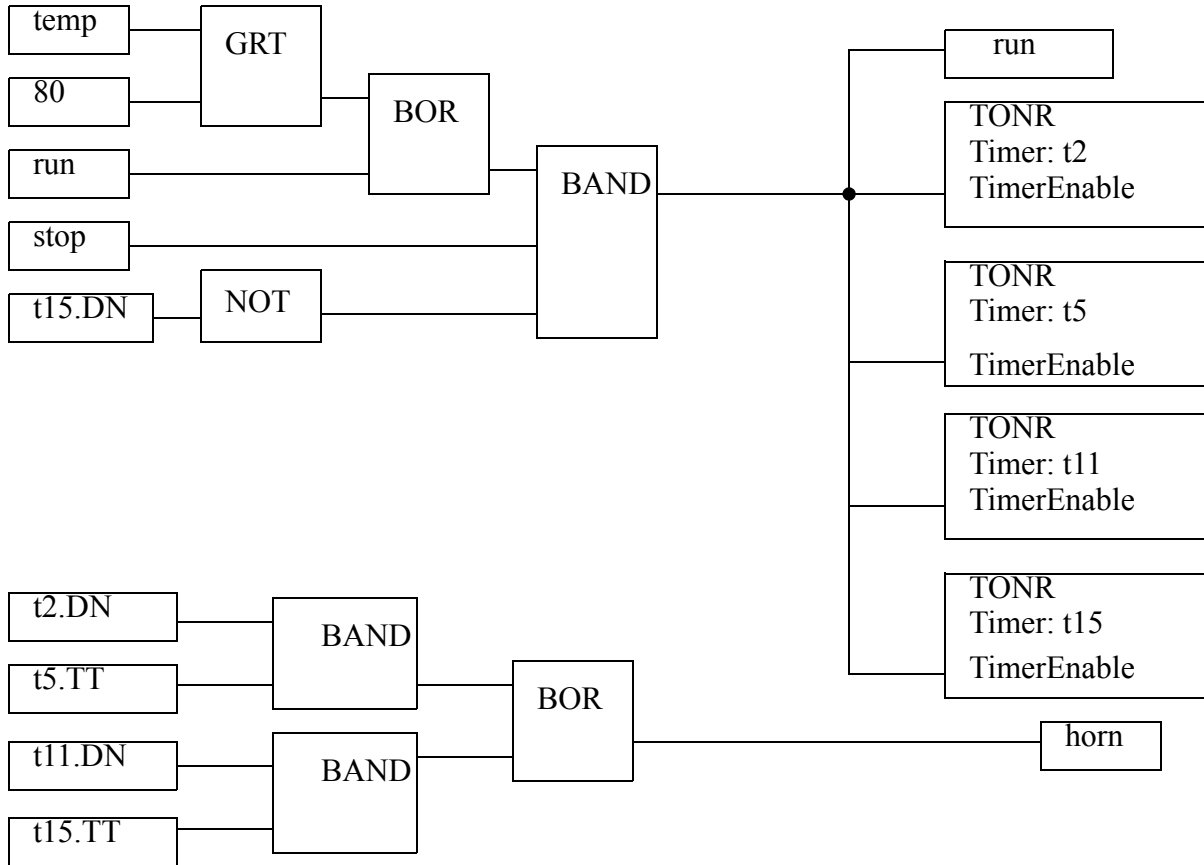 temp
GRT
run
80
BOR
TONR
Timer: t2
TimerEnable
run
BAND
stop
TONR
Timer: t5
TimerEnable
t15.DN
NOT
TONR
Timer: t11
TimerEnable
TONR
Timer: t15
TimerEnable
t2.DN
BAND
t5.TT
BOR
t11.DN
BAND
horn
t15.TT